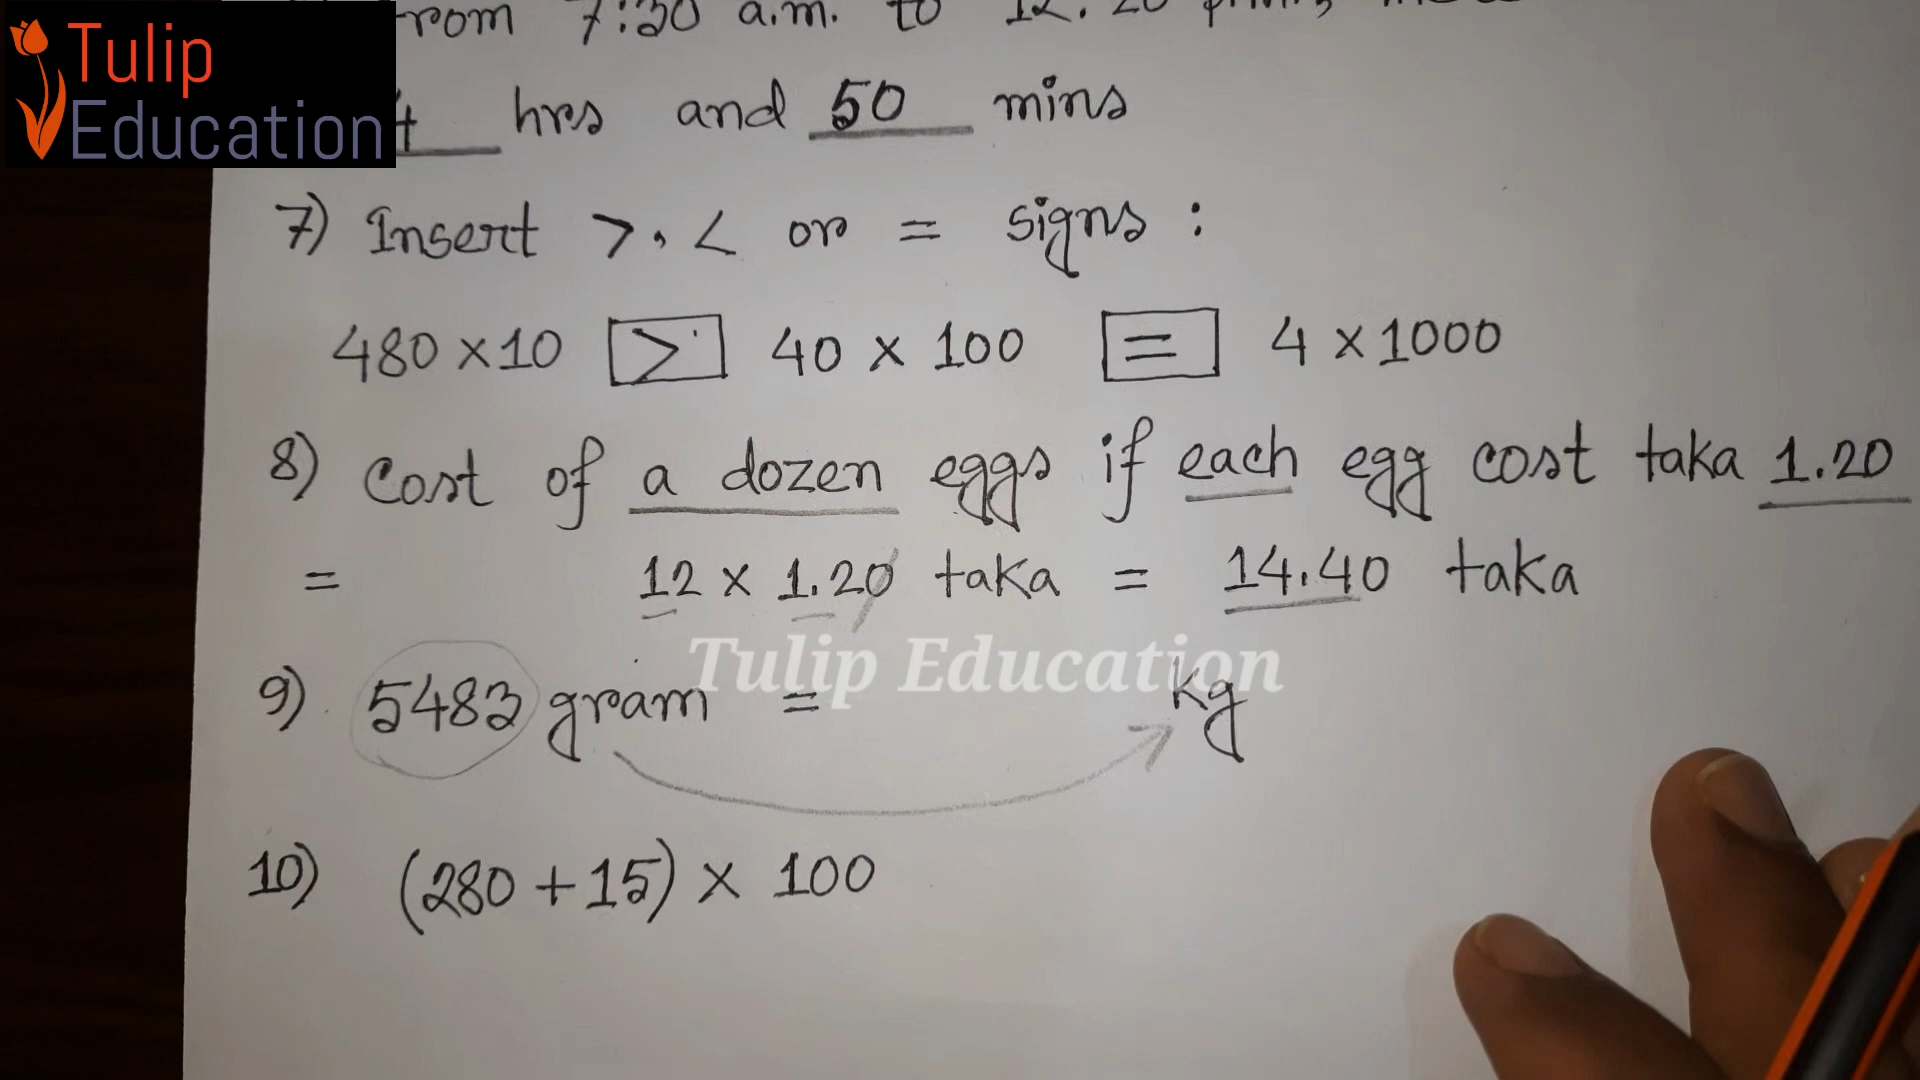 Tulip
Education
from 7:30 a.m. to 12.20 p.m.,
4 hrs and 50 mins
7) Insert >, < or = signs :
480 × 10 > 40 × 100 = 4 × 1000
8) Cost of a dozen eggs if each egg cost taka 1.20
= 12 × 1.20 taka = 14.40 taka
Tulip Education
9) 5483 gram = kg
10) (280 + 15) × 100